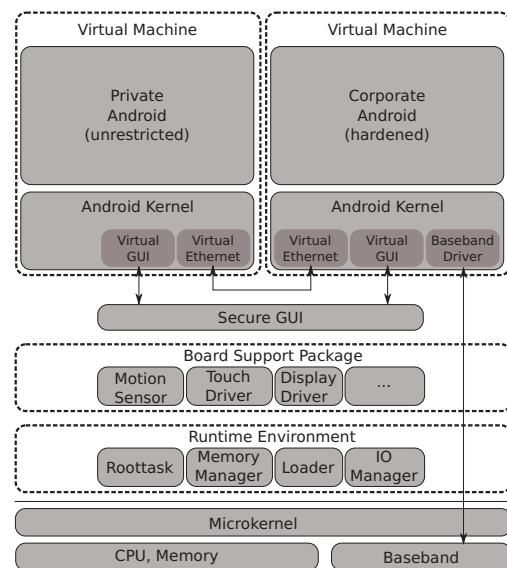 Virtual Machine
Virtual Machine
Private
Android
(unrestricted)
Corporate
Android
(hardened)
Android Kernel
Android Kernel
Virtual
GUI
Virtual
Ethernet
Virtual
Ethernet
Virtual
GUI
Baseband
Driver
Secure GUI
Board Support Package
Motion
Sensor
Touch
Driver
Display
Driver
...
Runtime Environment
Roottask
Memory
Manager
Loader
IO
Manager
Microkernel
CPU, Memory
Baseband